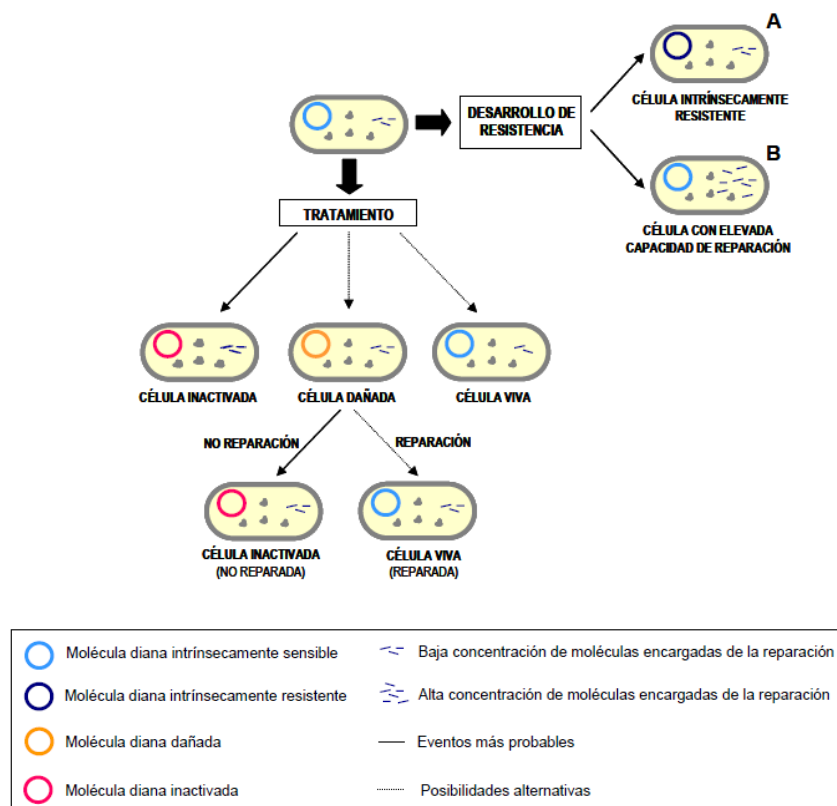 A
CÉLULA INTRÍNSECAMENTE
RESISTENTE
DESARROLLO DE
RESISTENCIA
B
CÉLULA CON ELEVADA
CAPACIDAD DE REPARACIÓN
TRATAMIENTO
CÉLULA INACTIVADA
CÉLULA DAÑADA
CÉLULA VIVA
NO REPARACIÓN
REPARACIÓN
CÉLULA INACTIVADA
(NO REPARADA)
CÉLULA VIVA
(REPARADA)
Molécula diana intrínsecamente sensible
Baja concentración de moléculas encargadas de la reparación
Molécula diana intrínsecamente resistente
Alta concentración de moléculas encargadas de la reparación
Molécula diana dañada
Eventos más probables
Molécula diana inactivada
Posibilidades alternativas